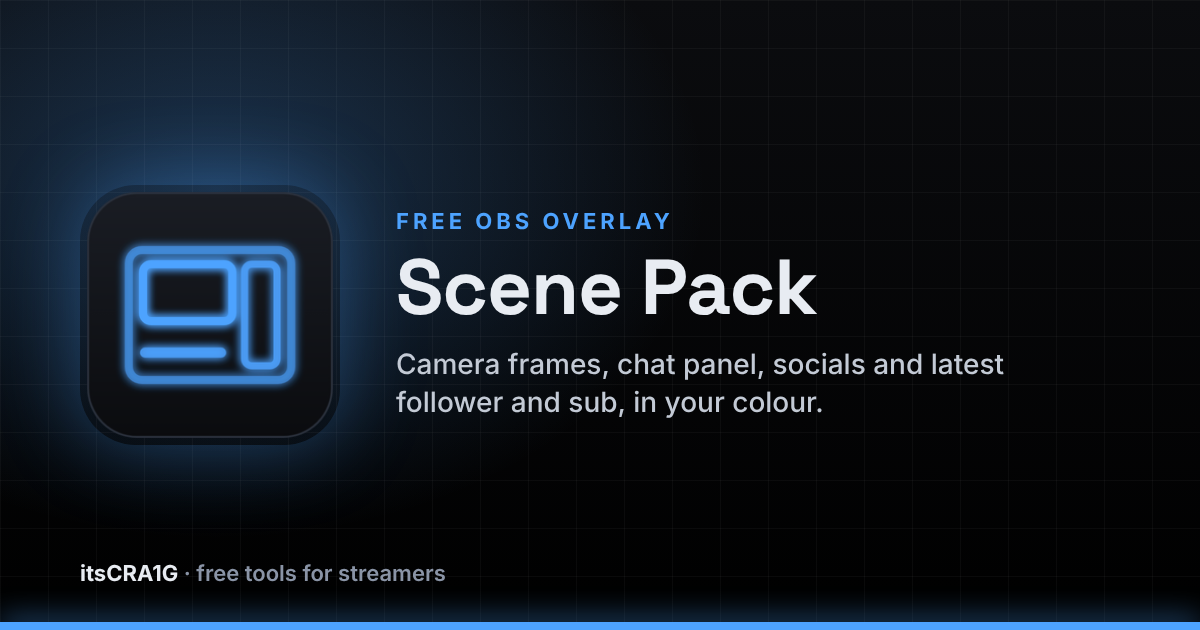 FREE OBS OVERLAY
Scene Pack
Camera frames, chat panel, socials and latest
follower and sub, in your colour.
itsCRA1G · free tools for streamers